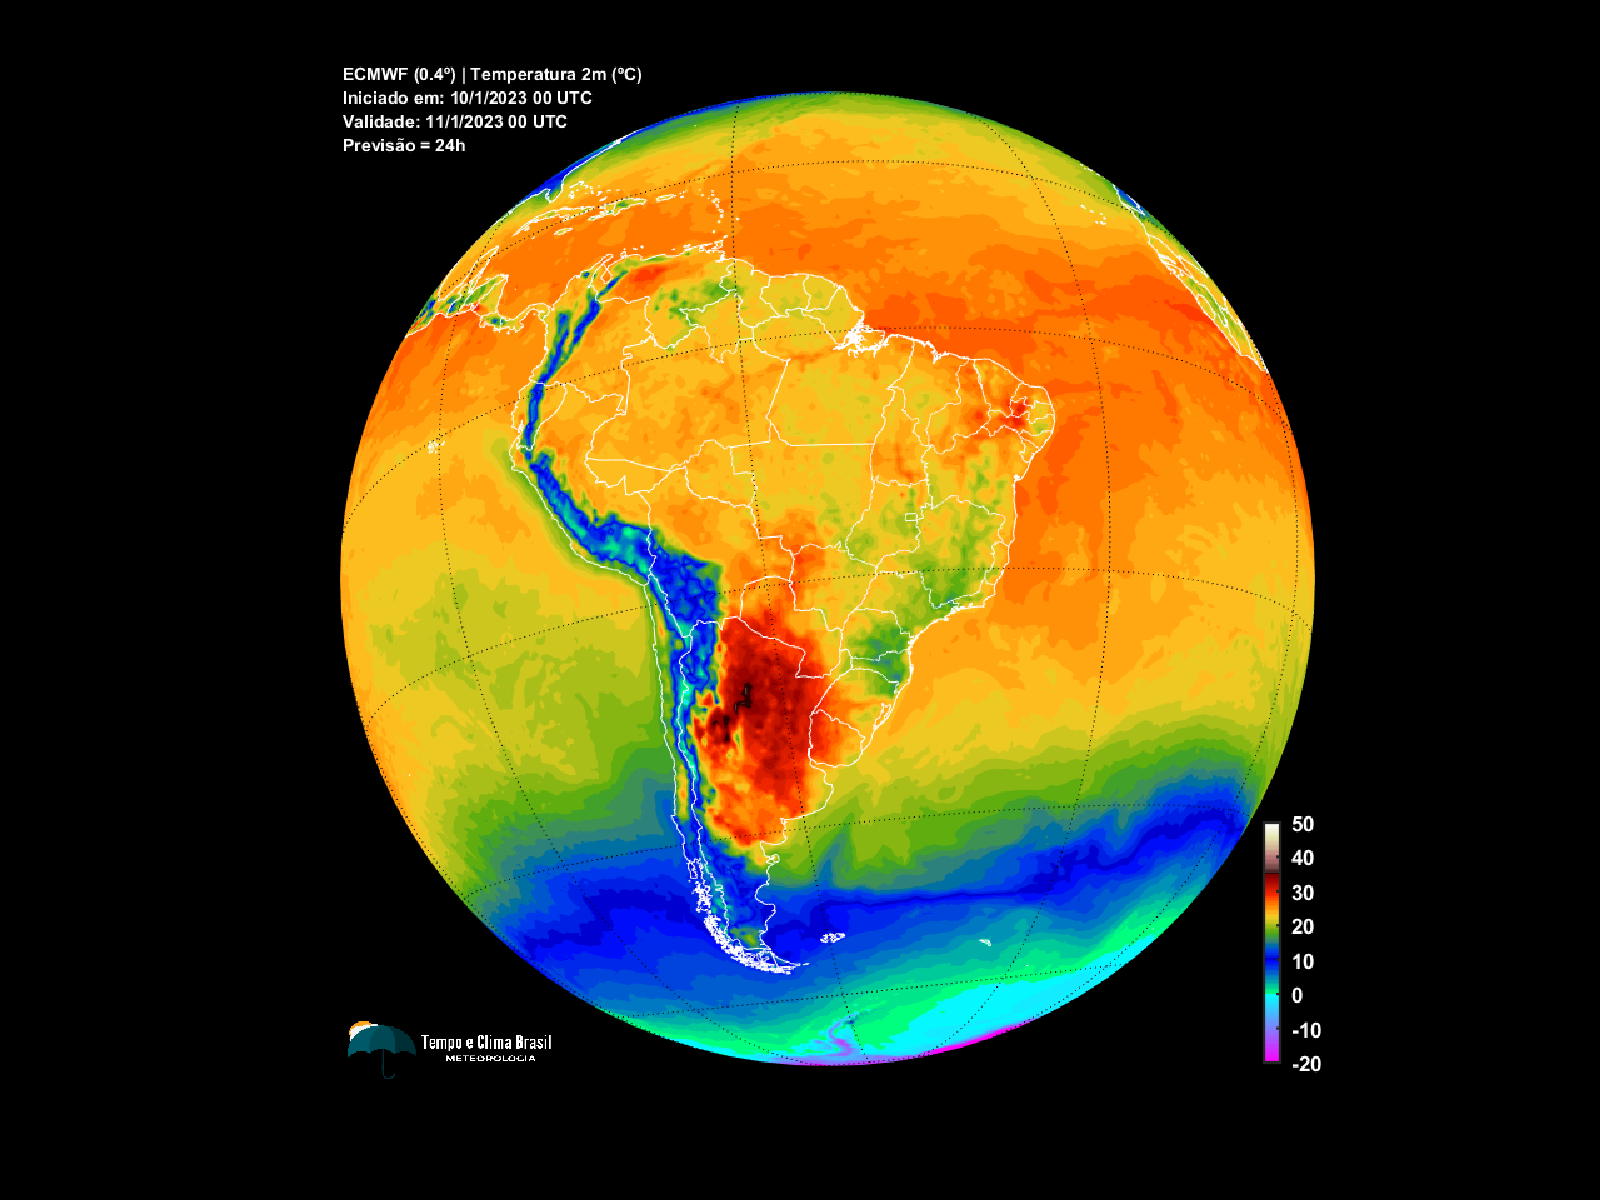 ECMWF (0.4º) | Temperatura 2m (ºC)
Iniciado em: 10/1/2023 00 UTC
Validade: 11/1/2023 00 UTC
Previsão = 24h
50
40
30
20
10
0
-10
-20
Tempo e Clima Brasil
METEOROLOGIA